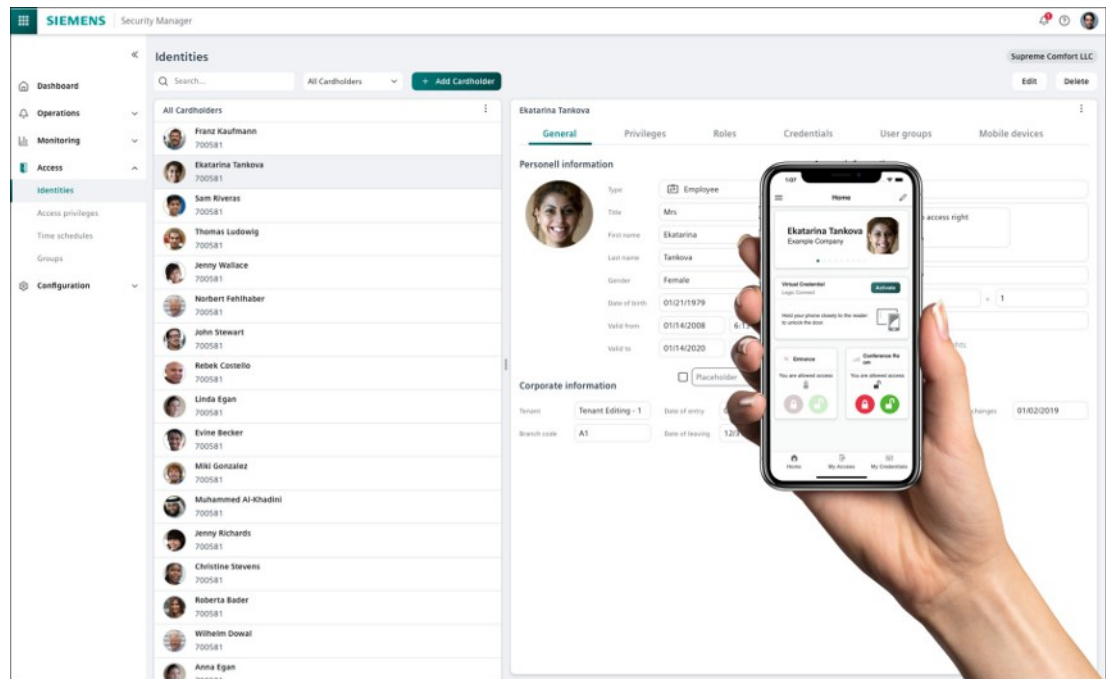 SIEMENS Security Manager
Identities
Supreme Comfort LLC
Search...
All Cardholders
+ Add Cardholder
Edit
Delete
Dashboard
Operations
Monitoring
Access
Identities
Access privileges
Time schedules
Groups
Configuration
All Cardholders
Franz Kaufmann
700581
Ekatarina Tankova
700581
Sam Riveras
700581
Thomas Ludowig
700581
Jenny Wallace
700581
Norbert Fehlhaber
700581
John Stewart
700581
Rebek Costello
700581
Linda Egan
700581
Evine Becker
700581
Miki Gonzalez
700581
Muhammed Al-Khadini
700581
Jenny Richards
700581
Christine Stevens
700581
Roberta Bader
700581
Wilhelm Dowal
700581
Anna Egan
Ekatarina Tankova
General Privileges Roles Credentials User groups Mobile devices
Personell information
Type Employee
Title Mrs
First name Ekatarina
Last name Tankova
Gender Female
Date of birth 01/21/1979
Valid from 01/14/2008
Valid to 01/14/2020
Placeholder
access right
1
Corporate information
Tenant Tenant Editing - 1 Date of entry
changes 01/02/2019
Branch code A1 Date of leaving
1:07
Home
Ekatarina Tankova
Example Company
Virtual Credential
Legic Connect
Activate
Hold your phone closely to the reader
to unlock the door.
Entrance
You are allowed access
Conference Ro
om
You are allowed access
Home My Access My Credentials